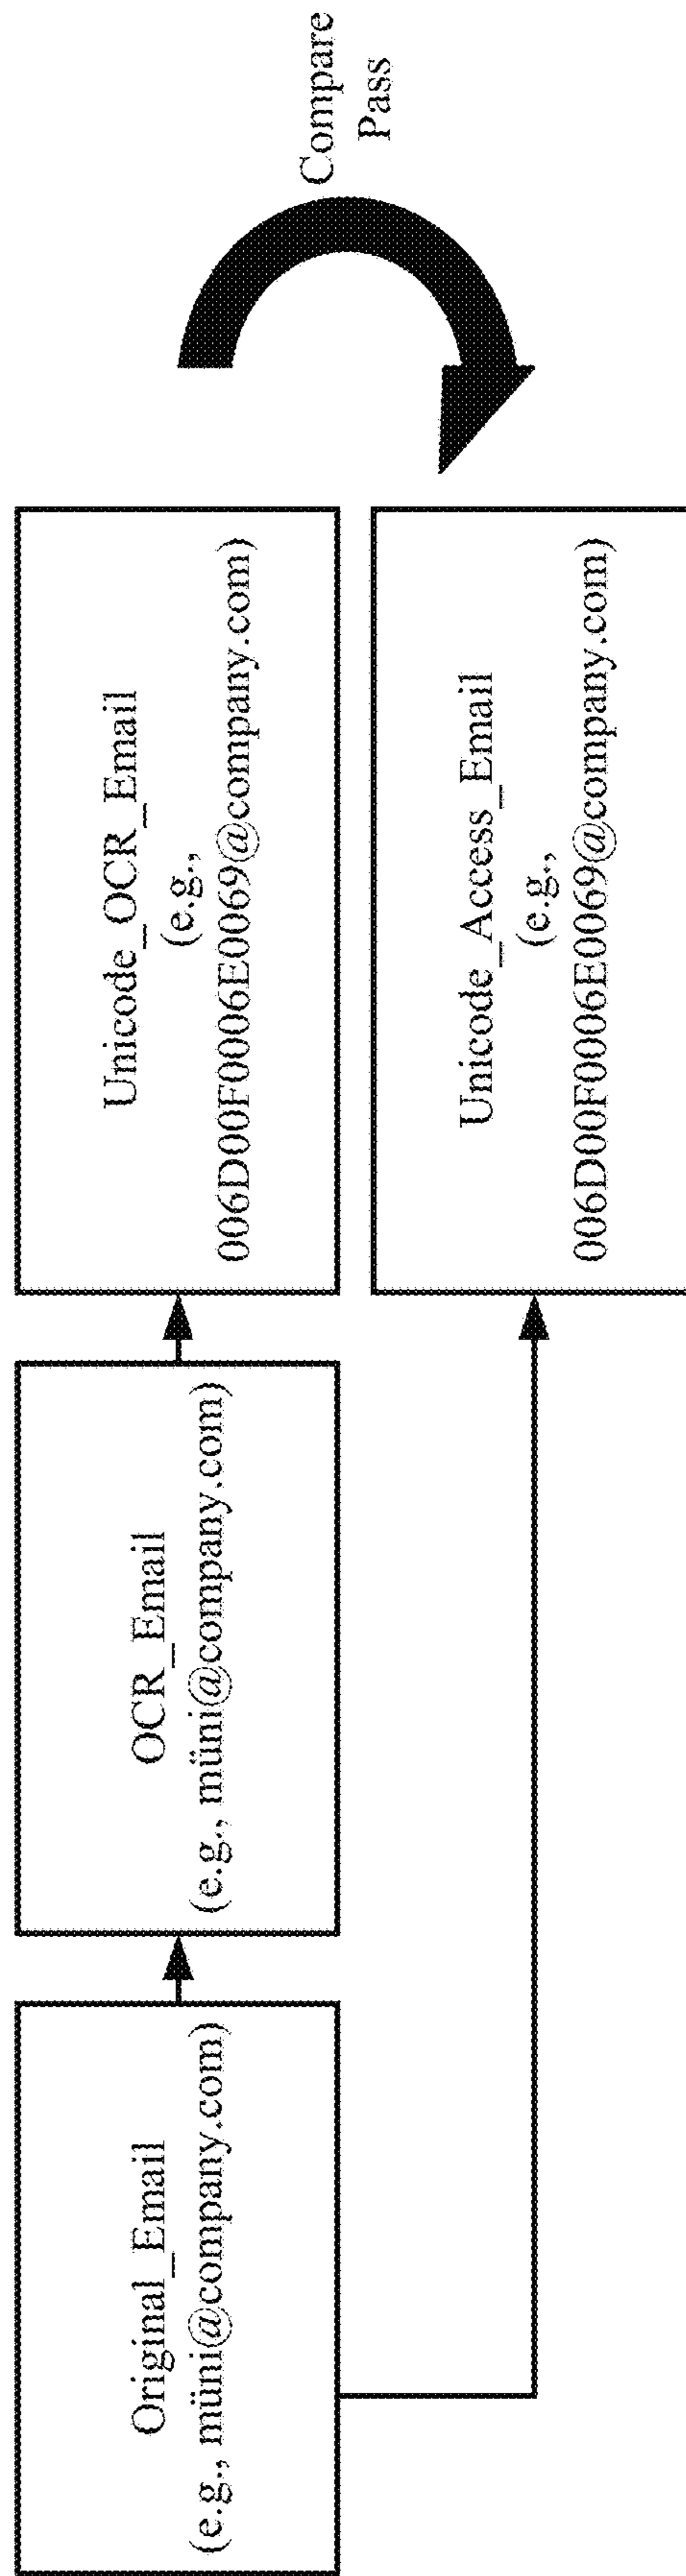 Original_Email
(e.g., müni@company.com)
OCR_Email
(e.g., müni@company.com)
Unicode_OCR_Email
(e.g.,
006D00F0006E0069@company.com)
Unicode_Access_Email
(e.g.,
006D00F0006E0069@company.com)
Compare
Pass